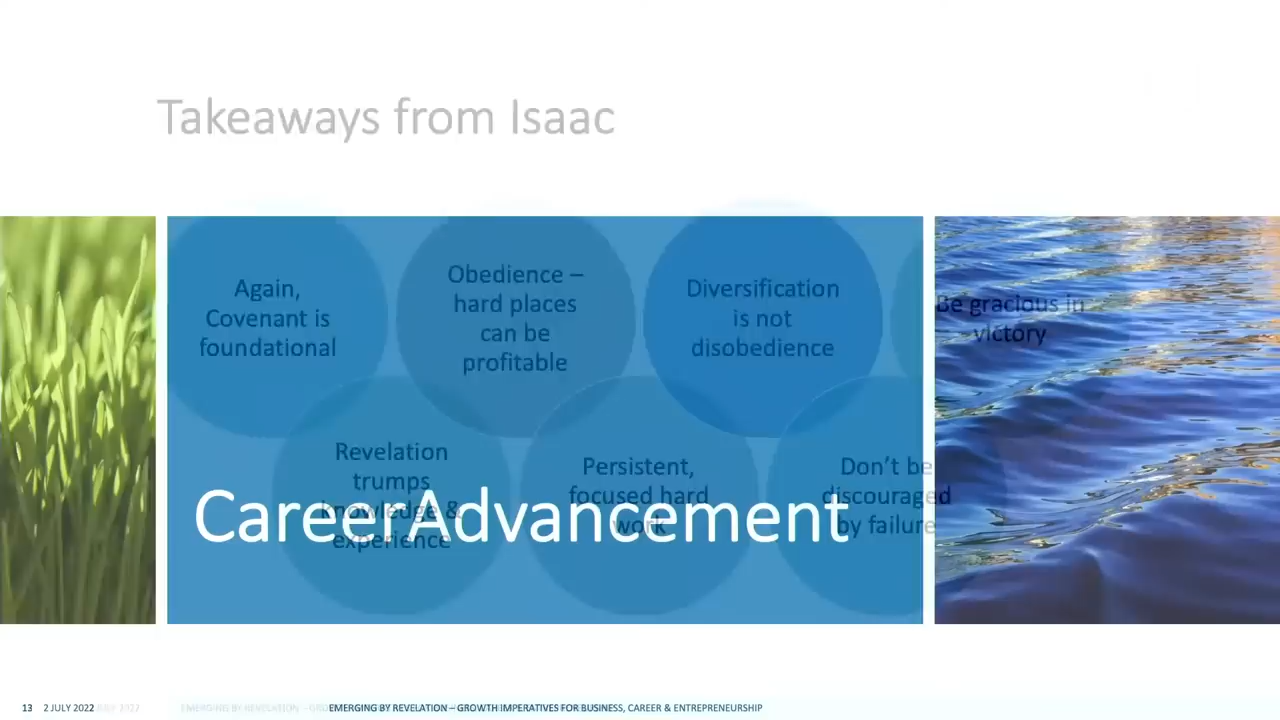 Takeaways from Isaac
Again,
Covenant is
foundational
Obedience –
hard places
can be
profitable
Diversification
is not
disobedience
Be gracious in
victory
Revelation
trumps
knowledge &
experience
Persistent,
focused hard
work
Don’t be
discouraged
by failure
CareerAdvancement
13 2 JULY 2022
EMERGING BY REVELATION – GROWTH IMPERATIVES FOR BUSINESS, CAREER & ENTREPRENEURSHIP